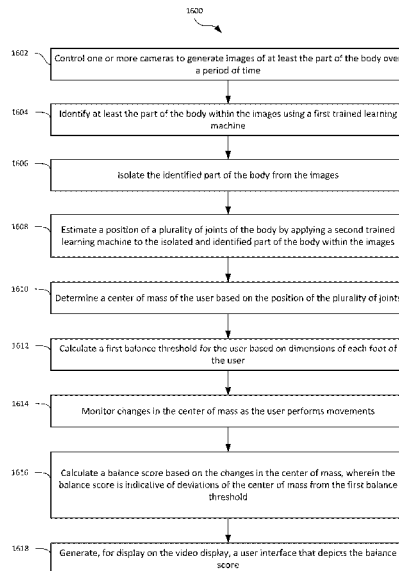 1600
1602
Control one or more cameras to generate images of at least the part of the body over
a period of time
1604
Identify at least the part of the body within the images using a first trained learning
machine
1606
Isolate the identified part of the body from the images
1608
Estimate a position of a plurality of joints of the body by applying a second trained
learning machine to the isolated and identified part of the body within the images
1610
Determine a center of mass of the user based on the position of the plurality of joints
1612
Calculate a first balance threshold for the user based on dimensions of each foot of
the user
1614
Monitor changes in the center of mass as the user performs movements
1616
Calculate a balance score based on the changes in the center of mass, wherein the
balance score is indicative of deviations of the center of mass from the first balance
threshold
1618
Generate, for display on the video display, a user interface that depicts the balance
score